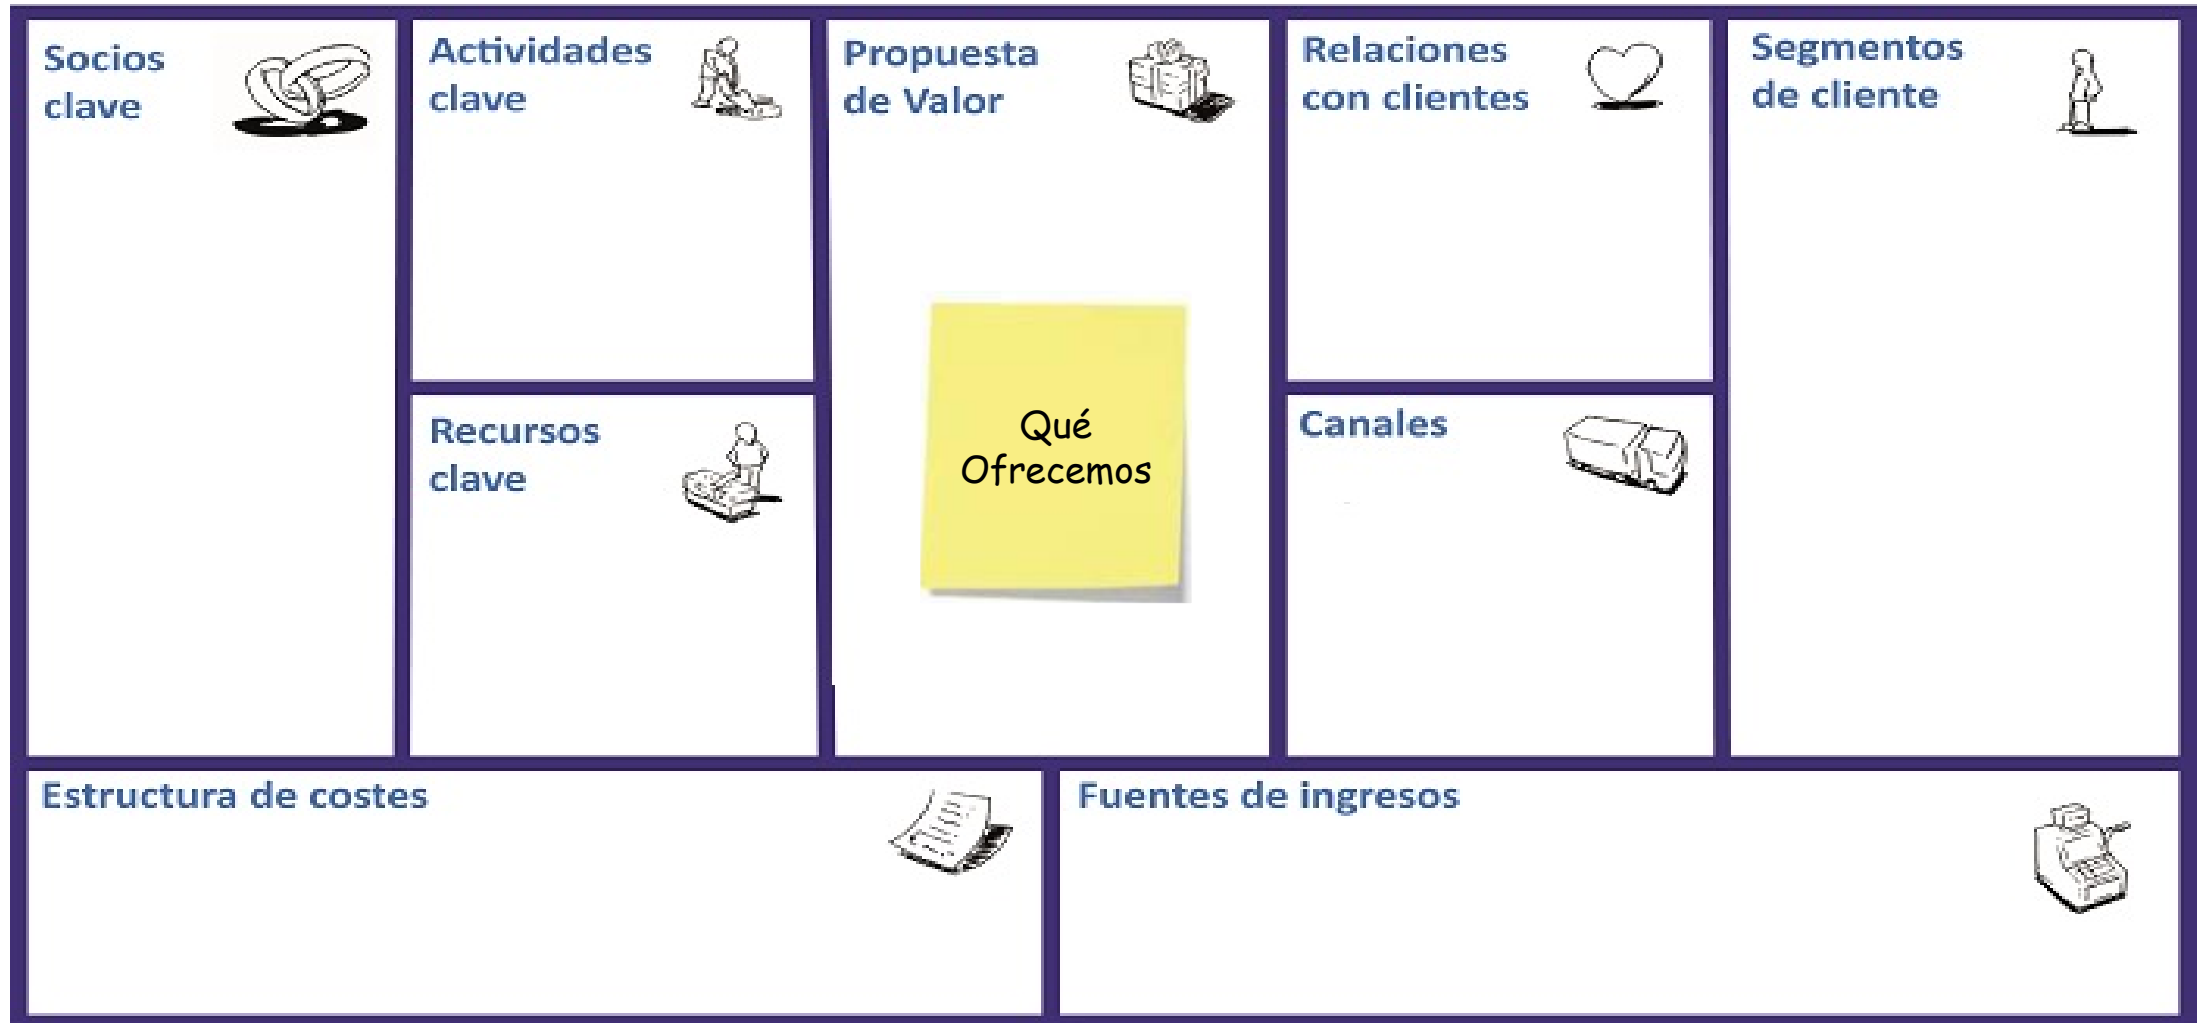 Socios
clave
Actividades
clave
Propuesta
de Valor
Relaciones
con clientes
Segmentos
de cliente
Qué
Ofrecemos
Recursos
clave
Canales
Estructura de costes
Fuentes de ingresos